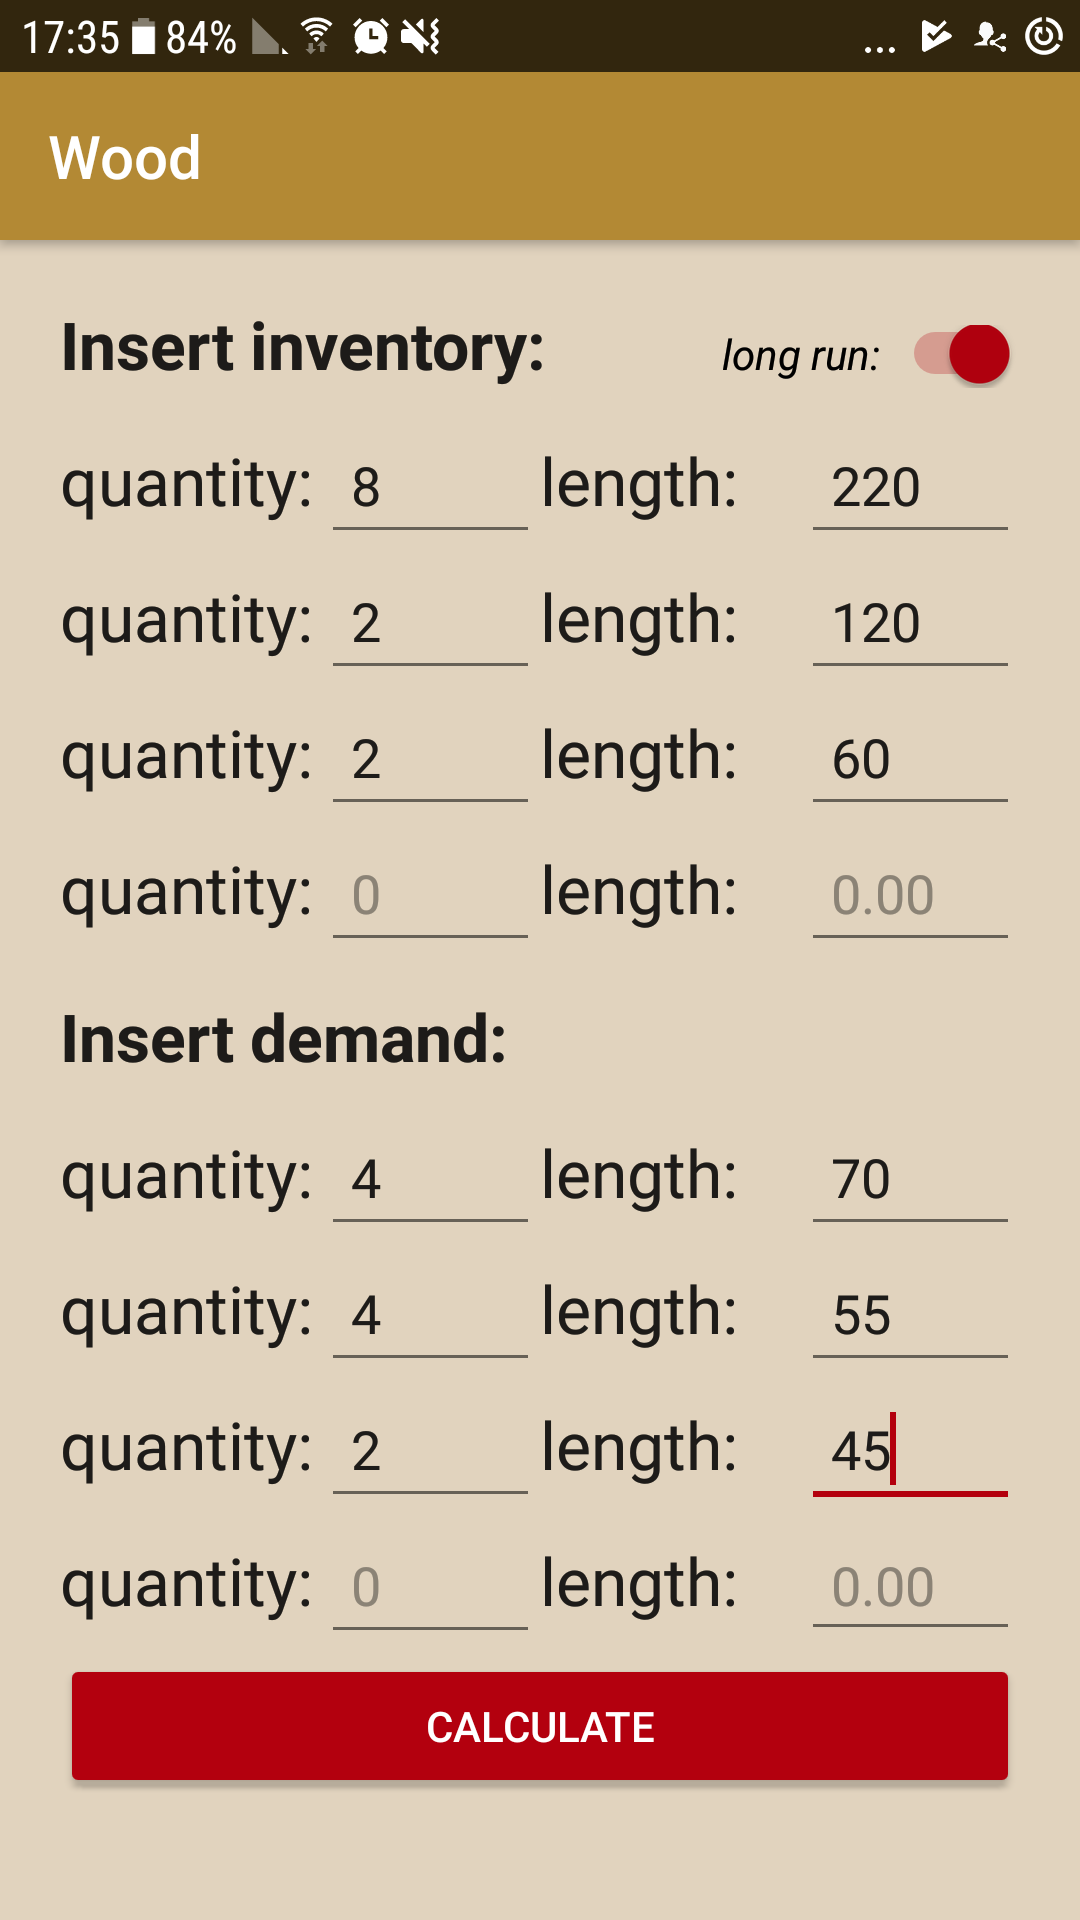 17:35 84% ...
Wood
Insert inventory: long run:
quantity: 8 length: 220
quantity: 2 length: 120
quantity: 2 length: 60
quantity: 0 length: 0.00
Insert demand:
quantity: 4 length: 70
quantity: 4 length: 55
quantity: 2 length: 45
quantity: 0 length: 0.00
CALCULATE